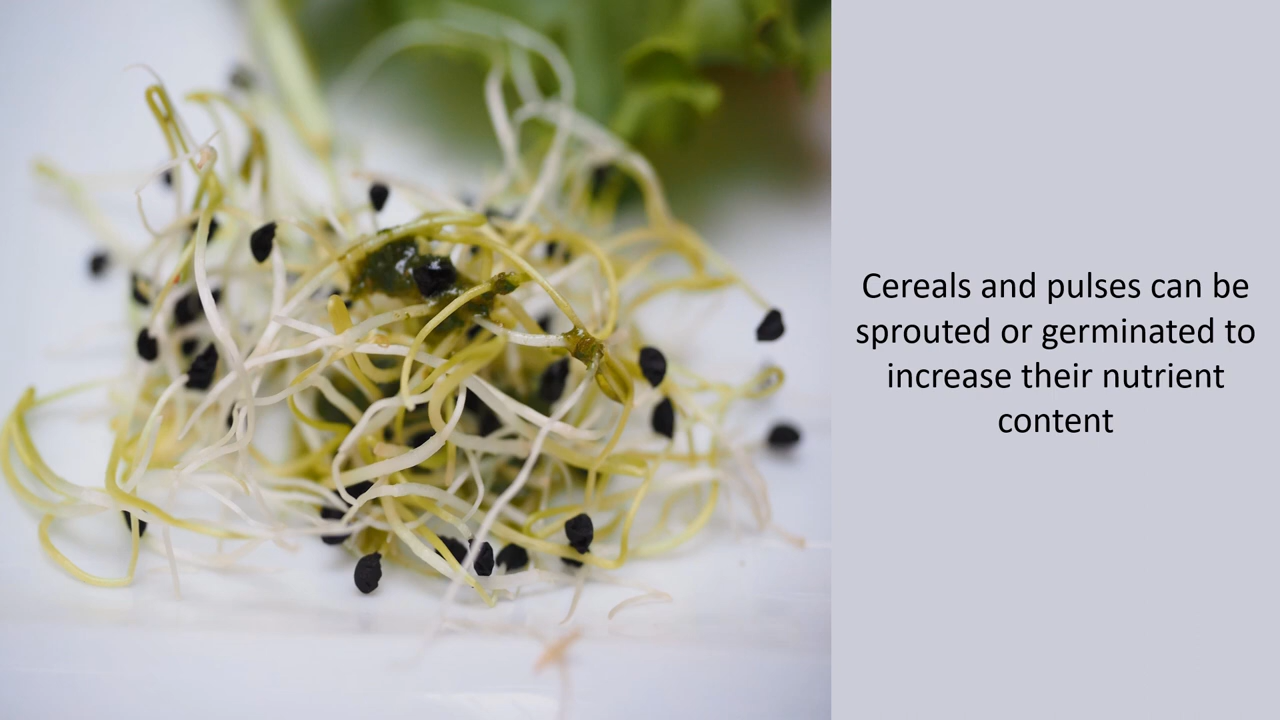 Cereals and pulses can be
sprouted or germinated to
increase their nutrient
content